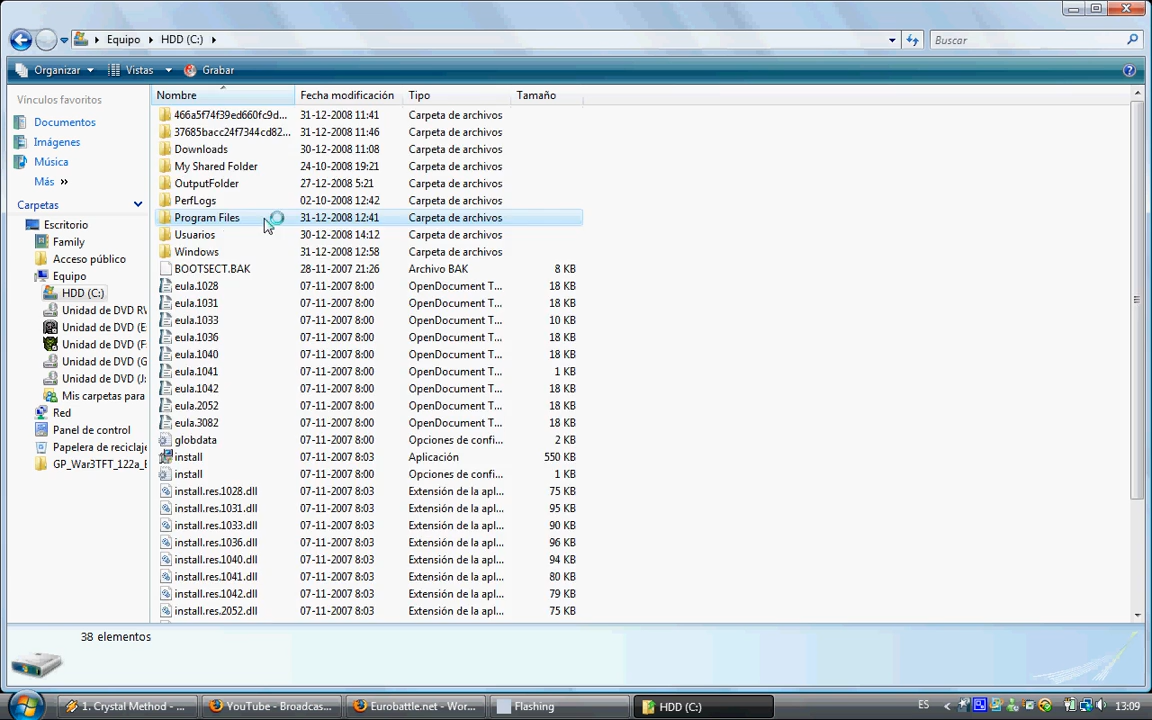 Equipo HDD (C:) Buscar
Organizar Vistas Grabar
Vínculos favoritos
Documentos
Imágenes
Música
Más »
Carpetas
Escritorio
Family
Acceso público
Equipo
HDD (C:)
Unidad de DVD RV
Unidad de DVD (E
Unidad de DVD (F
Unidad de DVD (G
Unidad de DVD (J:
Mis carpetas para
Red
Panel de control
Papelera de reciclaje
GP_War3TFT_122a_E
Nombre Fecha modificación Tipo Tamaño
466a5f74f39ed660fc9d... 31-12-2008 11:41 Carpeta de archivos
37685bacc24f7344cd82... 31-12-2008 11:46 Carpeta de archivos
Downloads 30-12-2008 11:08 Carpeta de archivos
My Shared Folder 24-10-2008 19:21 Carpeta de archivos
OutputFolder 27-12-2008 5:21 Carpeta de archivos
PerfLogs 02-10-2008 12:42 Carpeta de archivos
Program Files 31-12-2008 12:41 Carpeta de archivos
Usuarios 30-12-2008 14:12 Carpeta de archivos
Windows 31-12-2008 12:58 Carpeta de archivos
BOOTSECT.BAK 28-11-2007 21:26 Archivo BAK 8 KB
eula.1028 07-11-2007 8:00 OpenDocument T... 18 KB
eula.1031 07-11-2007 8:00 OpenDocument T... 18 KB
eula.1033 07-11-2007 8:00 OpenDocument T... 10 KB
eula.1036 07-11-2007 8:00 OpenDocument T... 18 KB
eula.1040 07-11-2007 8:00 OpenDocument T... 18 KB
eula.1041 07-11-2007 8:00 OpenDocument T... 1 KB
eula.1042 07-11-2007 8:00 OpenDocument T... 18 KB
eula.2052 07-11-2007 8:00 OpenDocument T... 18 KB
eula.3082 07-11-2007 8:00 OpenDocument T... 18 KB
globdata 07-11-2007 8:00 Opciones de confi... 2 KB
install 07-11-2007 8:03 Aplicación 550 KB
install 07-11-2007 8:00 Opciones de confi... 1 KB
install.res.1028.dll 07-11-2007 8:03 Extensión de la apl... 75 KB
install.res.1031.dll 07-11-2007 8:03 Extensión de la apl... 95 KB
install.res.1033.dll 07-11-2007 8:03 Extensión de la apl... 90 KB
install.res.1036.dll 07-11-2007 8:03 Extensión de la apl... 96 KB
install.res.1040.dll 07-11-2007 8:03 Extensión de la apl... 94 KB
install.res.1041.dll 07-11-2007 8:03 Extensión de la apl... 80 KB
install.res.1042.dll 07-11-2007 8:03 Extensión de la apl... 79 KB
install.res.2052.dll 07-11-2007 8:03 Extensión de la apl... 75 KB
38 elementos
1. Crystal Method - ... YouTube - Broadcas... Eurobattle.net - Wor... Flashing HDD (C:) ES 13:09